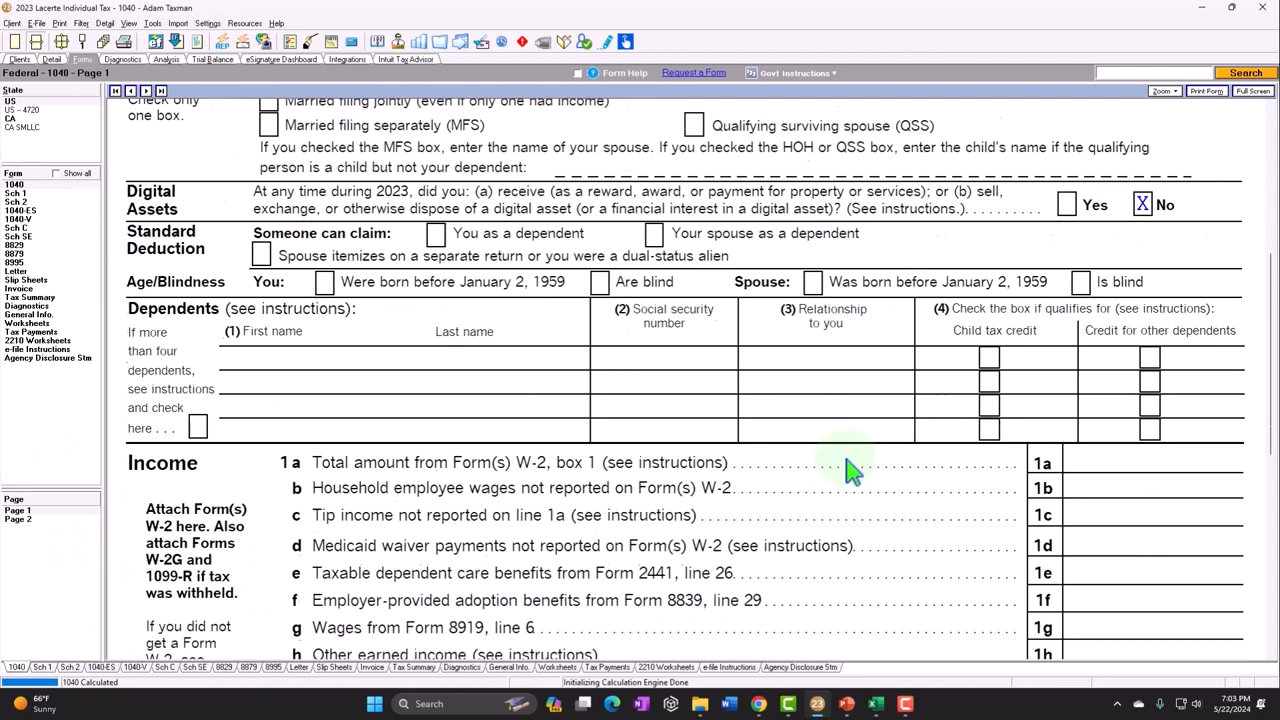 2023 Lacerte Individual Tax - 1040 - Adam Taxman
Client E-File Print Filter Detail View Tools Import Settings Resources Help
REP
Clients Detail Forms Diagnostics Analysis Trial Balance eSignature Dashboard Integrations Intuit Tax Advisor
Federal - 1040 - Page 1
Form Help Request a Form Govt Instructions Search
State
Zoom Print Form Full Screen
US
US -- 4720
CA
CA SMLLC
Form Show all
1040
Sch 1
Sch 2
1040-ES
1040-V
Sch C
Sch SE
8829
8879
8995
Letter
Slip Sheets
Invoice
Tax Summary
Diagnostics
General Info.
Worksheets
Tax Payments
2210 Worksheets
e-file Instructions
Agency Disclosure Stm
Page
Page 1
Page 2
Check only
one box.
Married filing jointly (even if only one had income)
Married filing separately (MFS) Qualifying surviving spouse (QSS)
If you checked the MFS box, enter the name of your spouse. If you checked the HOH or QSS box, enter the child's name if the qualifying
person is a child but not your dependent:
Digital
Assets
At any time during 2023, did you: (a) receive (as a reward, award, or payment for property or services); or (b) sell,
exchange, or otherwise dispose of a digital asset (or a financial interest in a digital asset)? (See instructions.) Yes X No
Standard
Deduction
Someone can claim: You as a dependent Your spouse as a dependent
Spouse itemizes on a separate return or you were a dual-status alien
Age/Blindness You: Were born before January 2, 1959 Are blind Spouse: Was born before January 2, 1959 Is blind
Dependents (see instructions):
(2) Social security
number
(3) Relationship
to you
(4) Check the box if qualifies for (see instructions):
Child tax credit Credit for other dependents
(1) First name Last name
If more
than four
dependents,
see instructions
and check
here . . .
Income
Attach Form(s)
W-2 here. Also
attach Forms
W-2G and
1099-R if tax
was withheld.
If you did not
get a Form
1 a Total amount from Form(s) W-2, box 1 (see instructions) 1a
b Household employee wages not reported on Form(s) W-2 1b
c Tip income not reported on line 1a (see instructions) 1c
d Medicaid waiver payments not reported on Form(s) W-2 (see instructions) 1d
e Taxable dependent care benefits from Form 2441, line 26 1e
f Employer-provided adoption benefits from Form 8839, line 29 1f
g Wages from Form 8919, line 6 1g
h Other earned income (see instructions) 1h
1040 Sch 1 Sch 2 1040-ES 1040-V Sch C Sch SE 8829 8879 8995 Letter Slip Sheets Invoice Tax Summary Diagnostics General Info. Worksheets Tax Payments 2210 Worksheets e-file Instructions Agency Disclosure Stm
1040 Calculated Initializing Calculation Engine Done
66°F
Sunny
Search
23
7:03 PM
5/22/2024